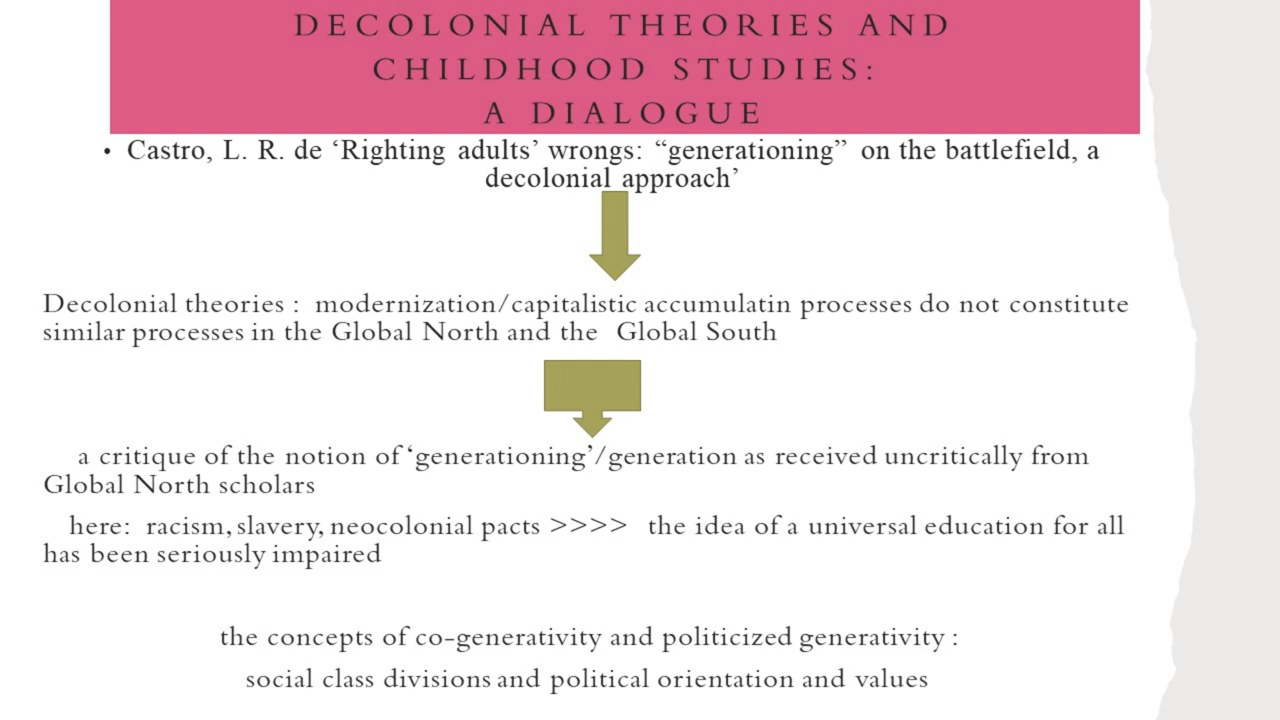 DECOLONIAL THEORIES AND
CHILDHOOD STUDIES:
A DIALOGUE
• Castro, L. R. de ‘Righting adults’ wrongs: “generationing” on the battlefield, a
decolonial approach’
Decolonial theories : modernization/capitalistic accumulatin processes do not constitute
similar processes in the Global North and the Global South
a critique of the notion of ‘generationing’/generation as received uncritically from
Global North scholars
here: racism, slavery, neocolonial pacts >>>> the idea of a universal education for all
has been seriously impaired
the concepts of co-generativity and politicized generativity :
social class divisions and political orientation and values